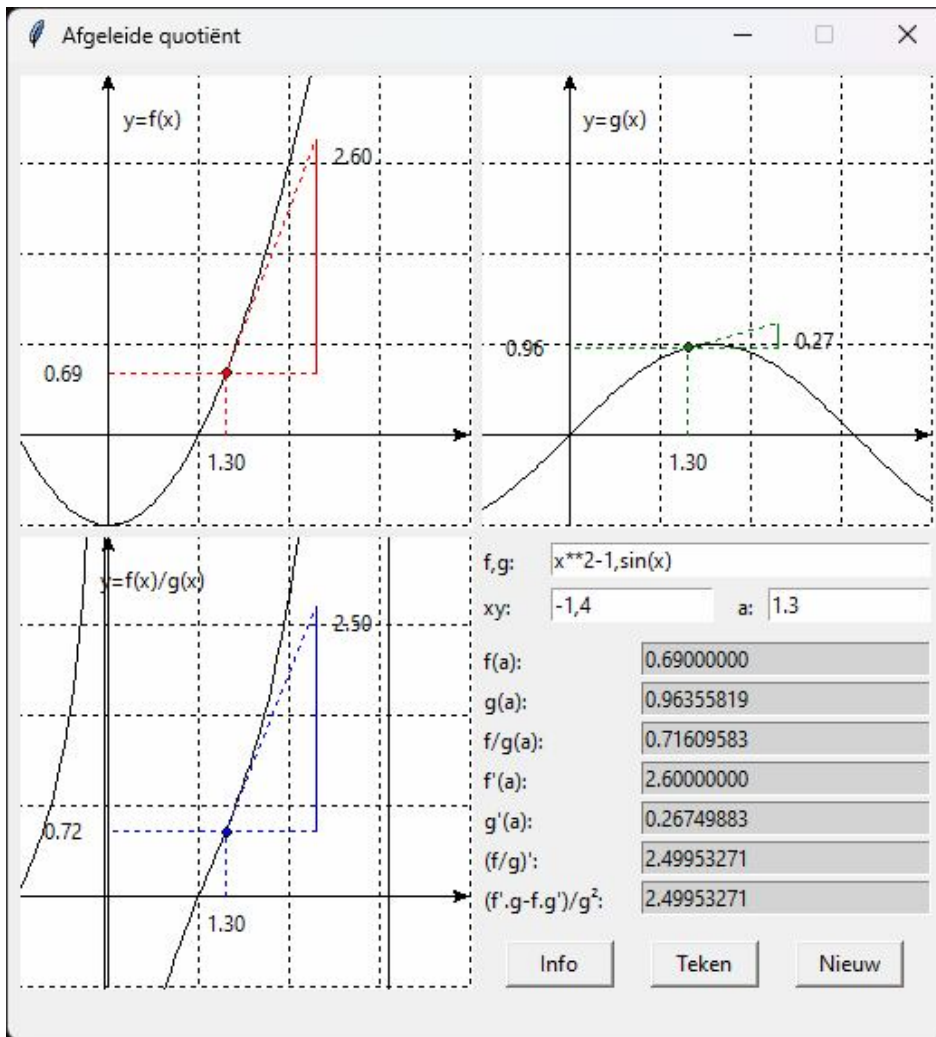 Afgeleide quotiënt
y=f(x)
2.60
0.69
1.30
y=g(x)
0.96
0.27
1.30
y=f(x)/g(x)
2.50
0.72
1.30
f,g: x**2-1,sin(x)
xy: -1,4 a: 1.3
f(a): 0.69000000
g(a): 0.96355819
f/g(a): 0.71609583
f'(a): 2.60000000
g'(a): 0.26749883
(f/g)': 2.49953271
(f'.g-f.g')/g²: 2.49953271
Info Teken Nieuw